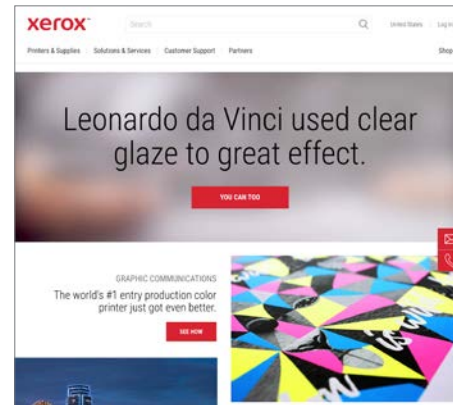 xerox™
Search
United States | Log In
Printers & Supplies | Solutions & Services | Customer Support | Partners
Shop
Leonardo da Vinci used clear
glaze to great effect.
YOU CAN TOO
GRAPHIC COMMUNICATIONS
The world's #1 entry production color
printer just got even better.
SEE HOW
is